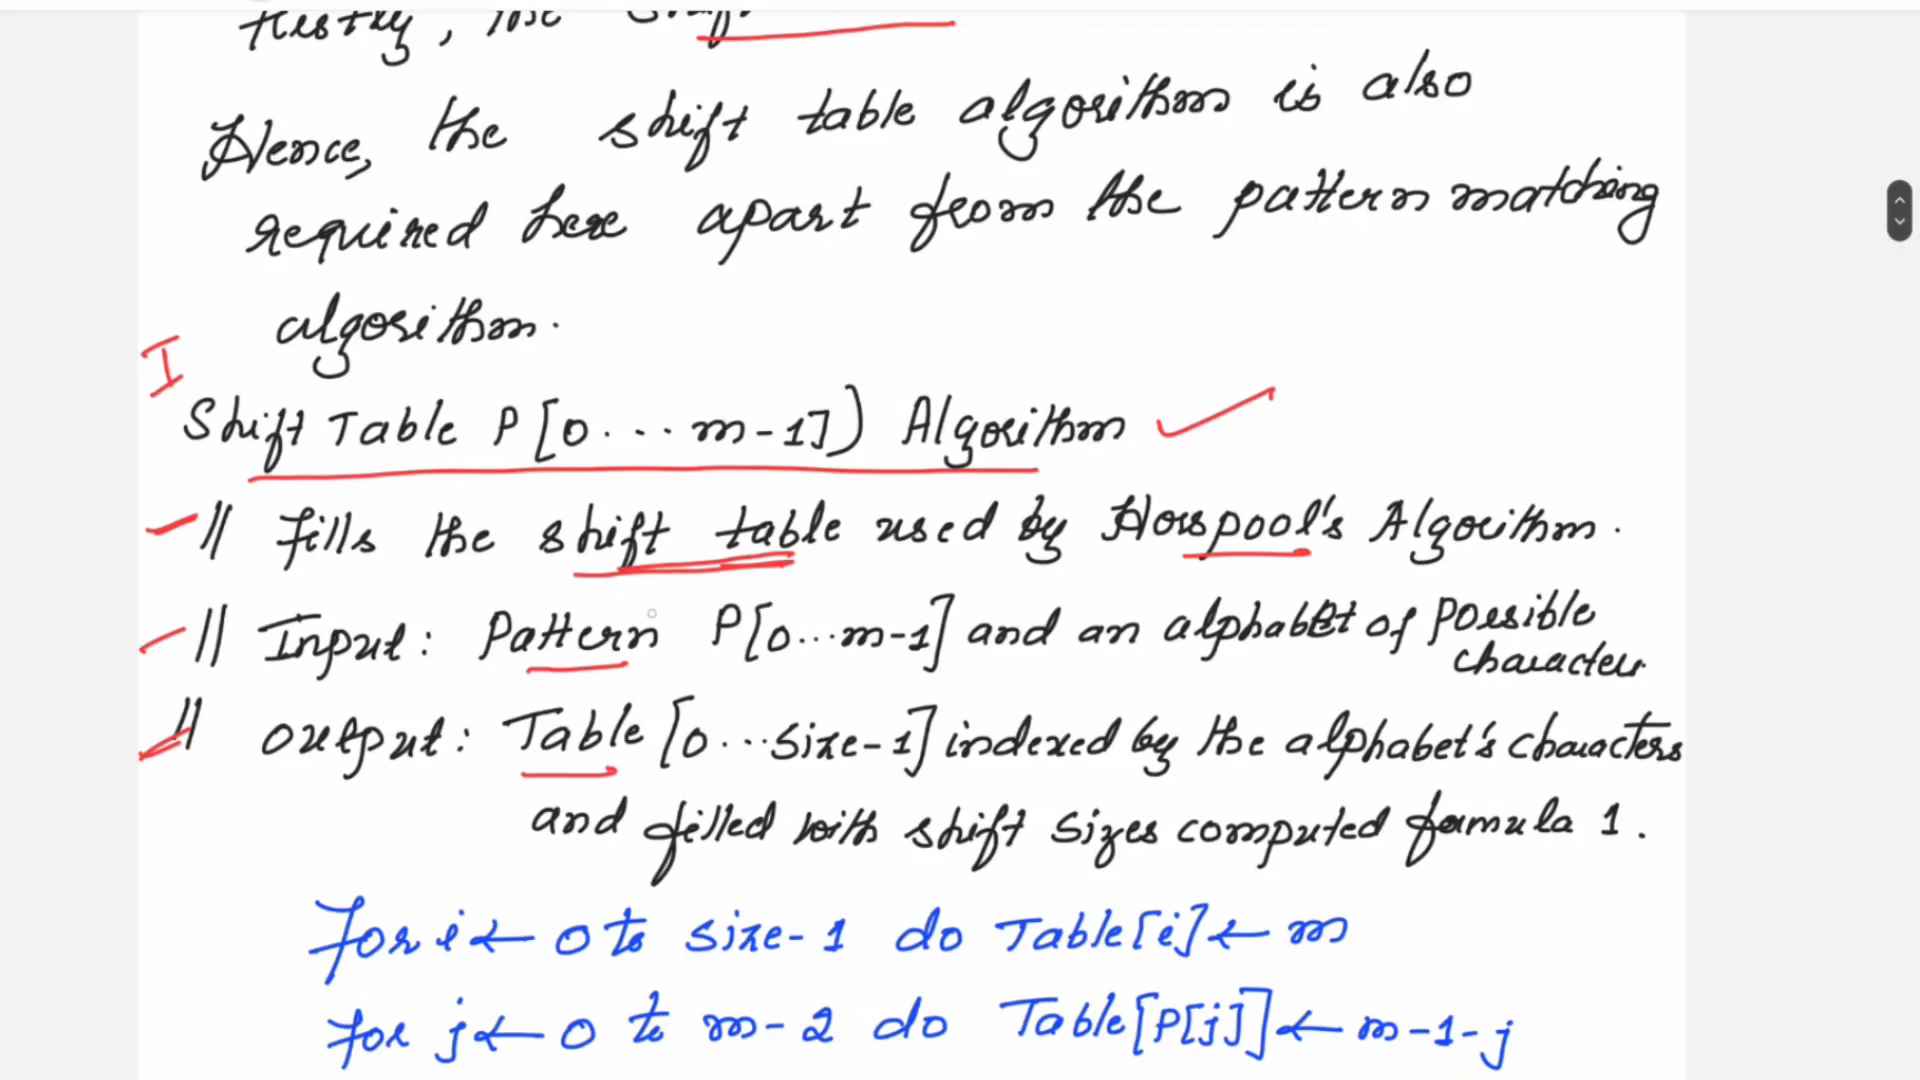 Firstly, the shift
Hence, the shift table algorithm is also
required here apart from the pattern matching
algorithm.
I
Shift Table P[0...m-1]) Algorithm
// Fills the shift table used by Horspool's Algorithm.
// Input: Pattern P[0...m-1] and an alphabet of possible
character.
// Output: Table [0...size-1] indexed by the alphabet's characters
and filled with shift sizes computed formula 1.
For i ← 0 to size-1 do Table[i] ← m
for j ← 0 to m-2 do Table[P[j]] ← m-1-j